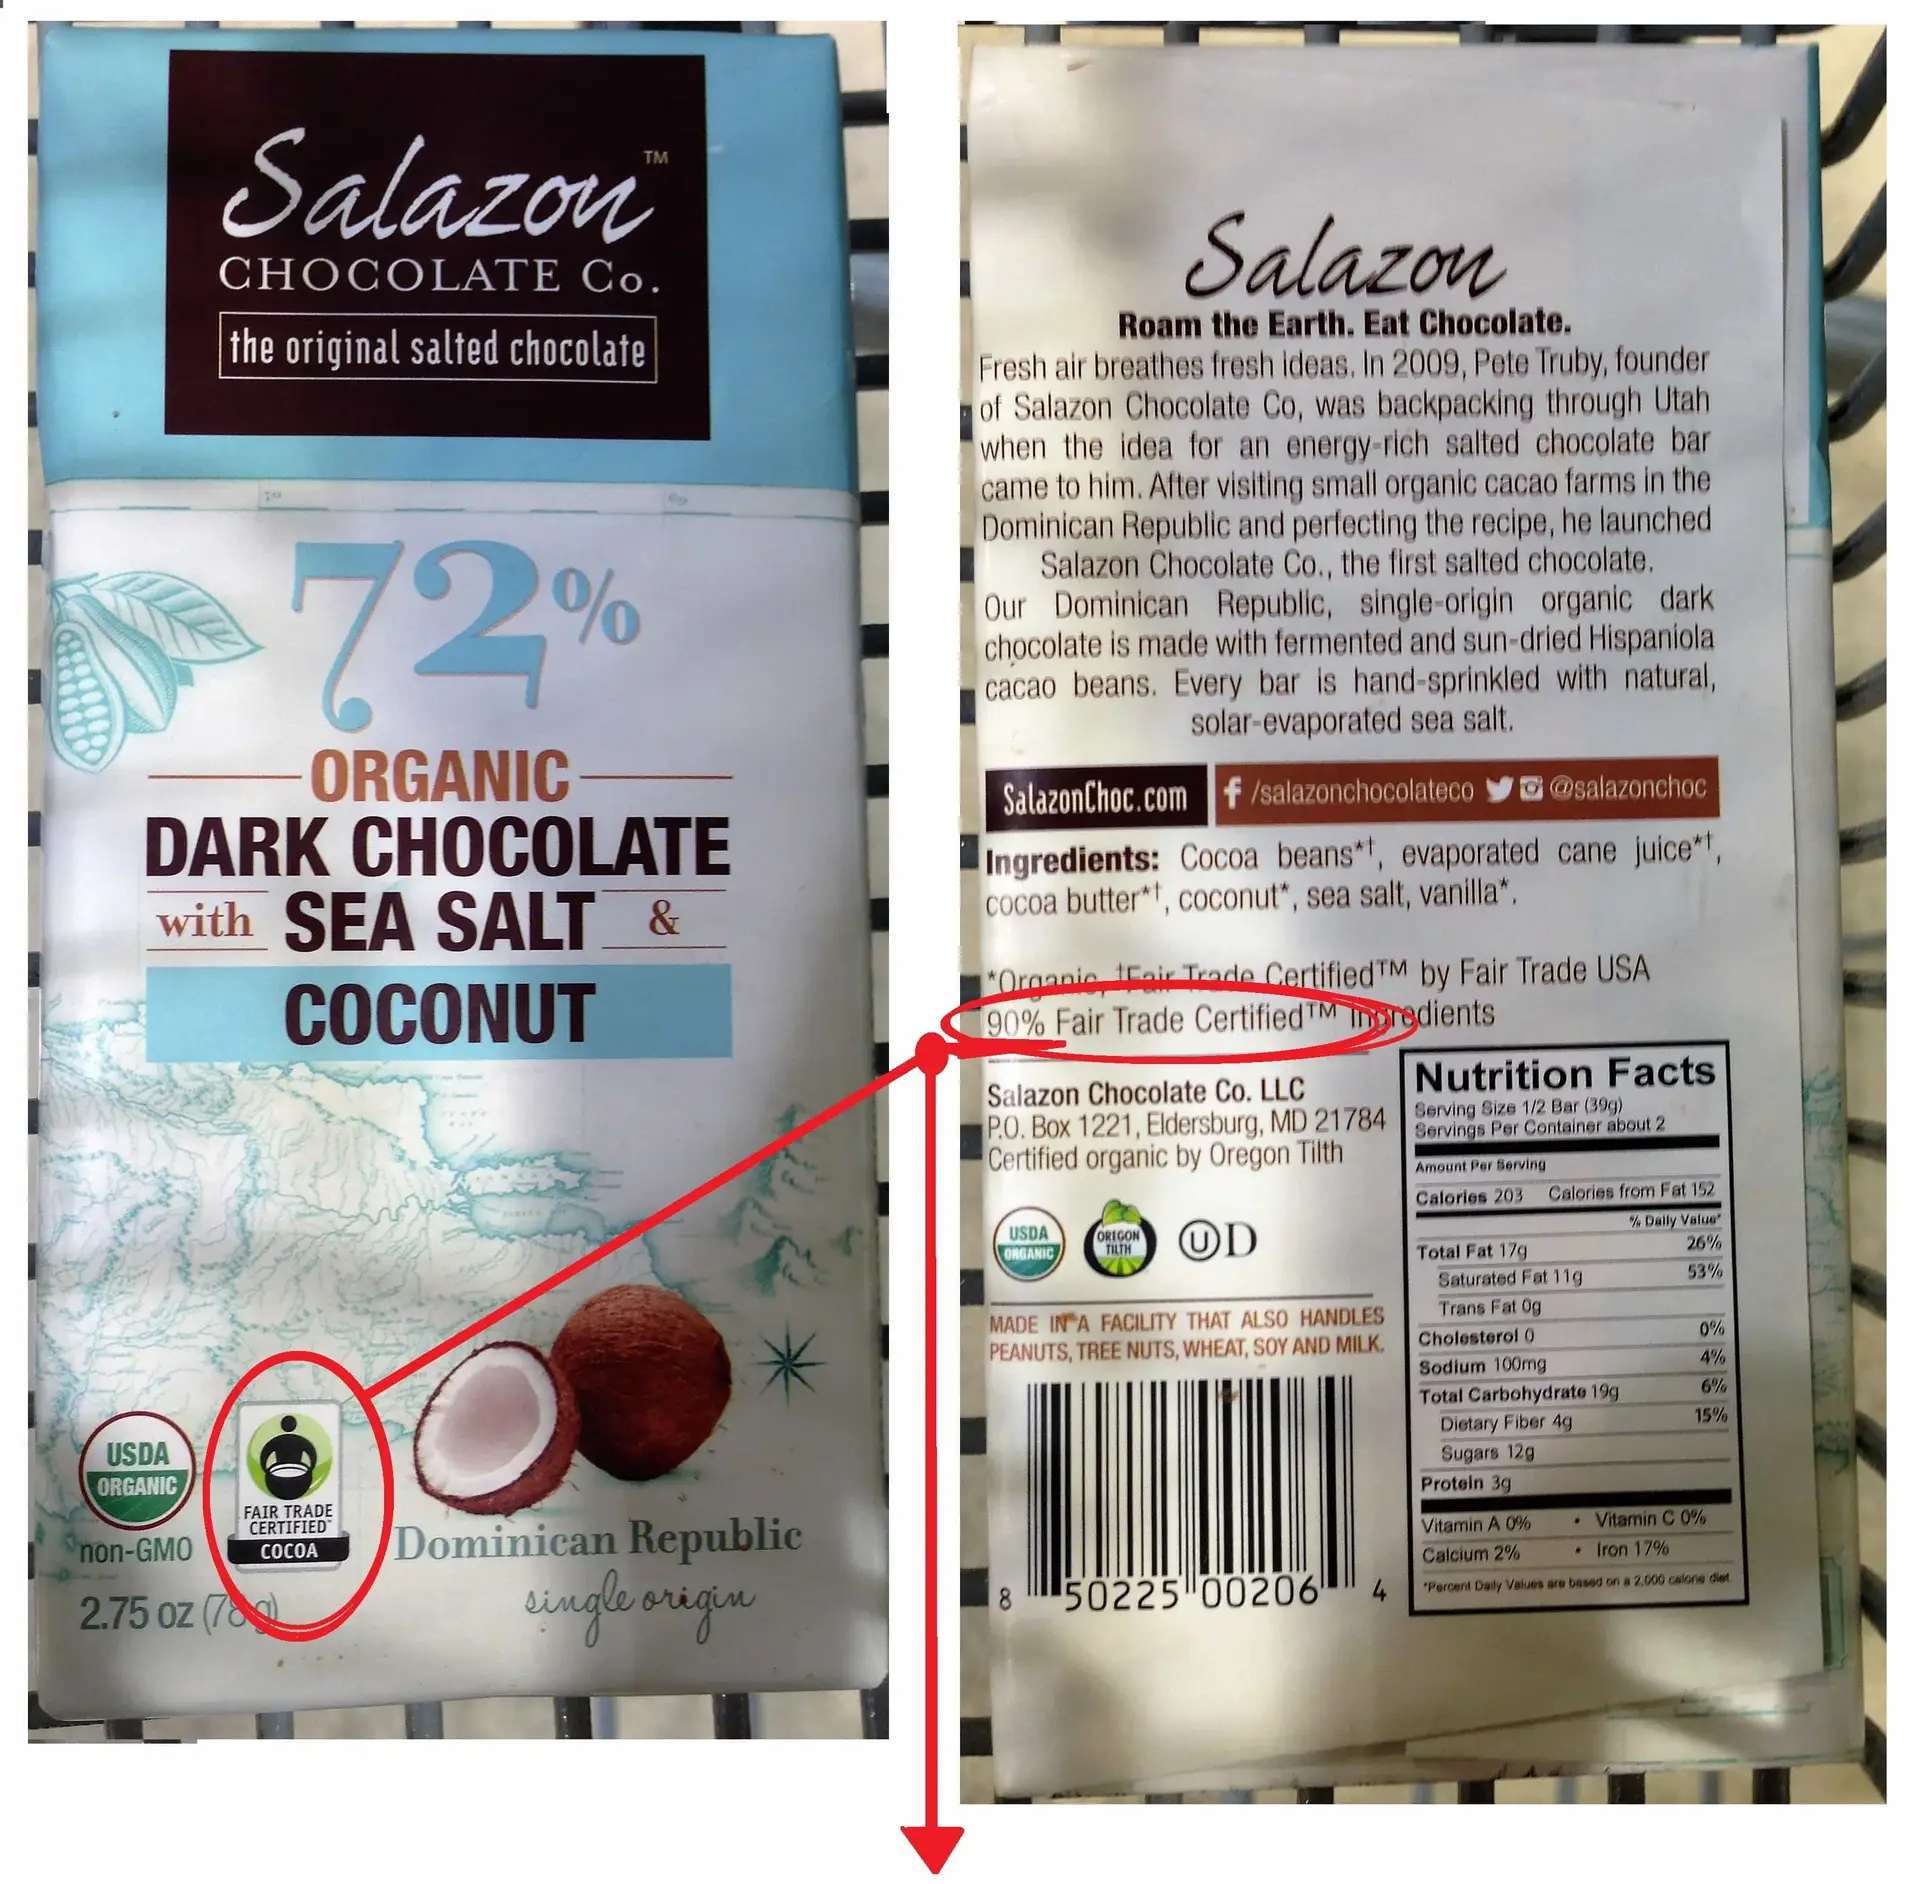 Salazon™
CHOCOLATE Co.
the original salted chocolate
72%
ORGANIC
DARK CHOCOLATE
with SEA SALT &
COCONUT
USDA
ORGANIC
non-GMO
FAIR TRADE
CERTIFIED™
COCOA
Dominican Republic
single origin
2.75 oz (78 g)
Salazon
Roam the Earth. Eat Chocolate.
Fresh air breathes fresh ideas. In 2009, Pete Truby, founder
of Salazon Chocolate Co, was backpacking through Utah
when the idea for an energy-rich salted chocolate bar
came to him. After visiting small organic cacao farms in the
Dominican Republic and perfecting the recipe, he launched
Salazon Chocolate Co., the first salted chocolate.
Our Dominican Republic, single-origin organic dark
chocolate is made with fermented and sun-dried Hispaniola
cacao beans. Every bar is hand-sprinkled with natural,
solar-evaporated sea salt.
SalazonChoc.com f /salazonchocolateco @salazonchoc
Ingredients: Cocoa beans*†, evaporated cane juice*†,
cocoa butter*†, coconut*, sea salt, vanilla*.
*Organic, †Fair Trade Certified™ by Fair Trade USA
90% Fair Trade Certified™ Ingredients
Salazon Chocolate Co. LLC
P.O. Box 1221, Eldersburg, MD 21784
Certified organic by Oregon Tilth
USDA
ORGANIC
OREGON
TILTH
U D
MADE IN A FACILITY THAT ALSO HANDLES
PEANUTS, TREE NUTS, WHEAT, SOY AND MILK.
8 50225 00206 4
Nutrition Facts
Serving Size 1/2 Bar (39g)
Servings Per Container about 2
Amount Per Serving
Calories 203 Calories from Fat 152
% Daily Value*
Total Fat 17g 26%
Saturated Fat 11g 53%
Trans Fat 0g
Cholesterol 0 0%
Sodium 100mg 4%
Total Carbohydrate 19g 6%
Dietary Fiber 4g 15%
Sugars 12g
Protein 3g
Vitamin A 0% • Vitamin C 0%
Calcium 2% • Iron 17%
*Percent Daily Values are based on a 2,000 calorie diet.